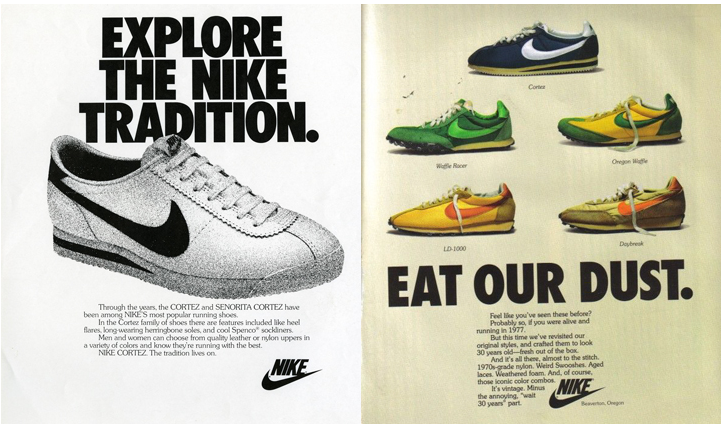 EXPLORE
THE NIKE
TRADITION.
Through the years, the CORTEZ and SENORITA CORTEZ have
been among NIKE'S most popular running shoes.
In the Cortez family of shoes there are features included like heel
flares, long-wearing herringbone soles, and cool Spenco® sockliners.
Men and women can choose from quality leather or nylon uppers in
a variety of colors and know they're running with the best.
NIKE CORTEZ. The tradition lives on.
NIKE
Cortez
Waffle Racer
Oregon Waffle
LD-1000
Daybreak
EAT OUR DUST.
Feel like you've seen these before?
Probably so, if you were alive and
running in 1977.
But this time we've revisited our
original styles, and crafted them to look
30 years old—fresh out of the box.
And it's all there, almost to the stitch.
1970s-grade nylon. Weird Swooshes. Aged
laces. Weathered foam. And, of course,
those iconic color combos.
It's vintage. Minus
the annoying, "wait
30 years" part.
NIKE
Beaverton, Oregon